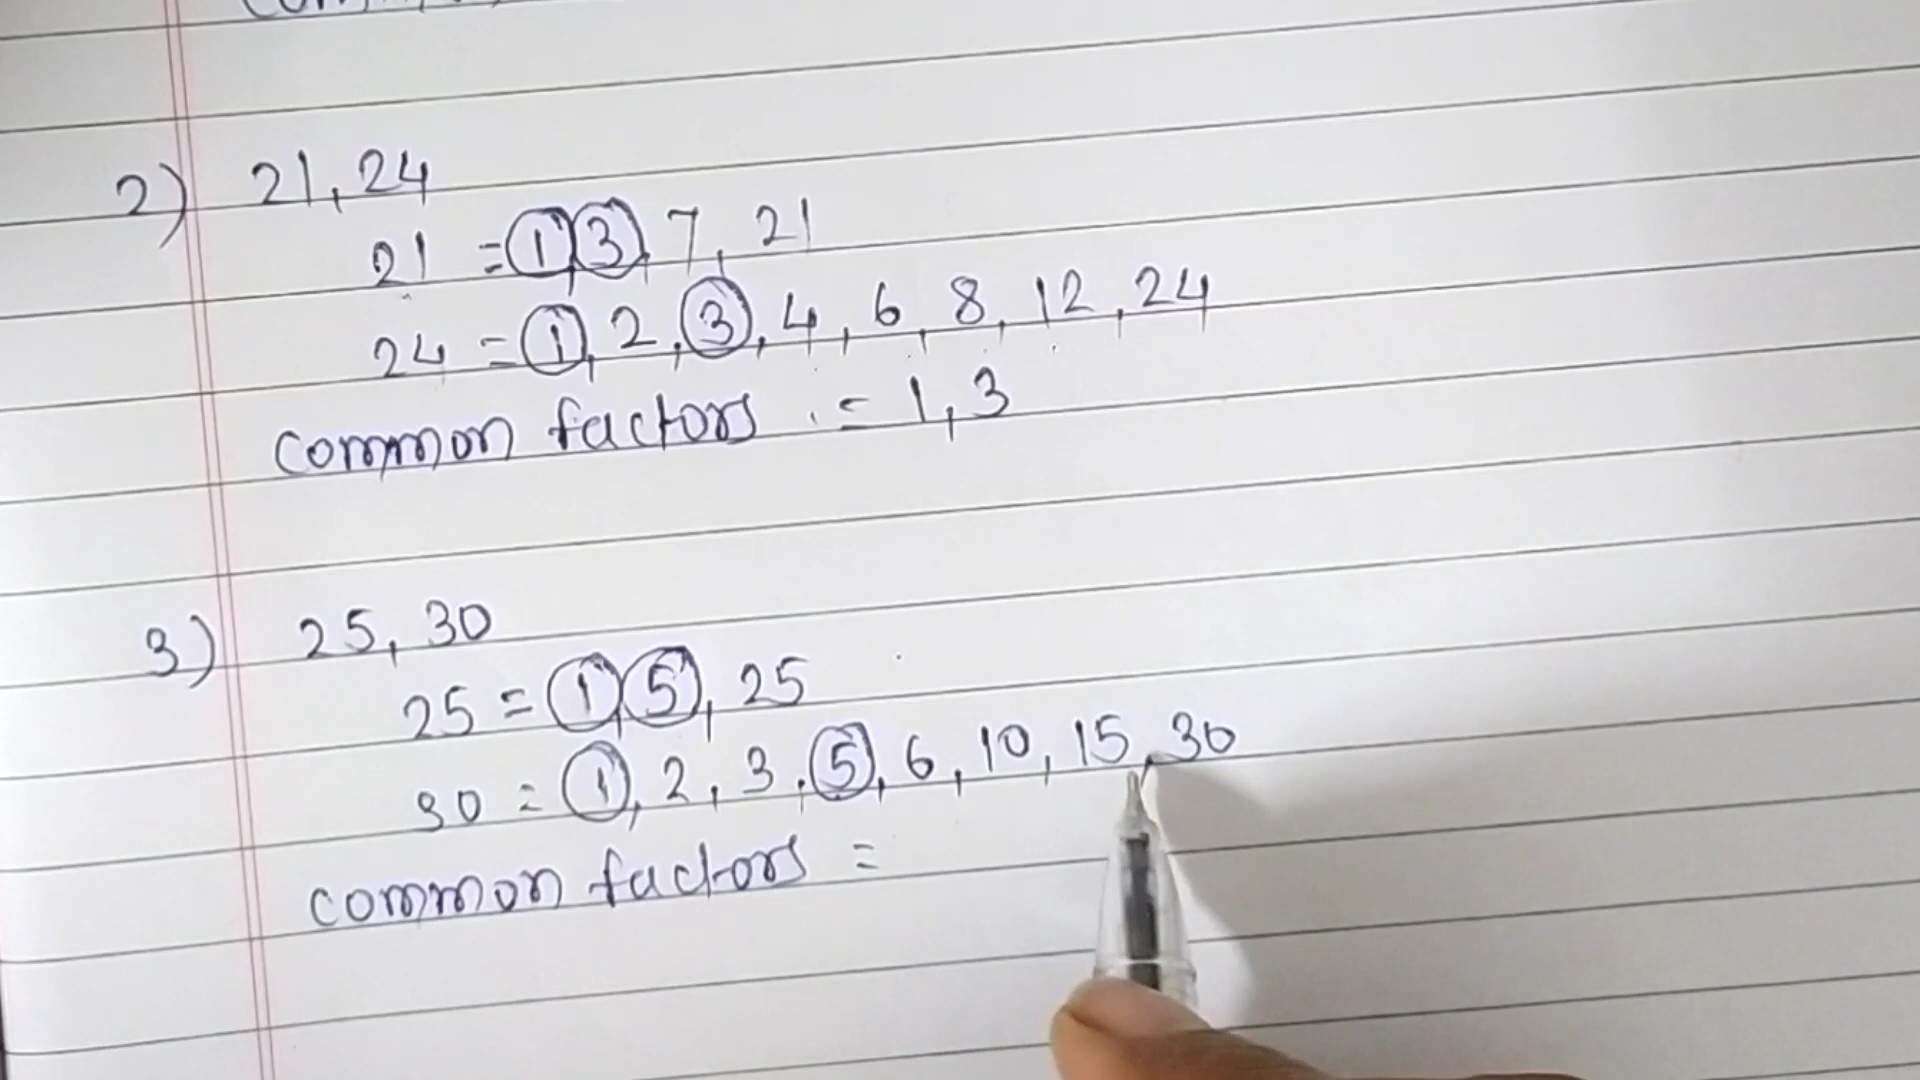 2) 21, 24
21 = 1, 3, 7, 21
24 = 1, 2, 3, 4, 6, 8, 12, 24
common factors = 1, 3
3) 25, 30
25 = 1, 5, 25
30 = 1, 2, 3, 5, 6, 10, 15, 30
common factors =